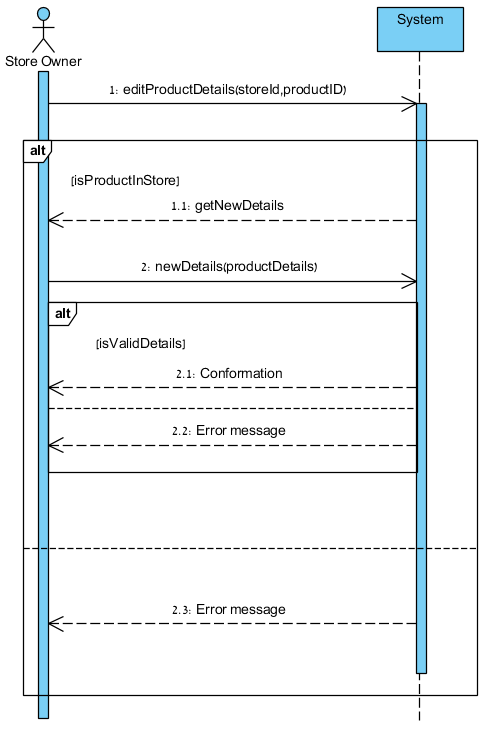 System
Store Owner
1: editProductDetails(storeId,productID)
alt
[isProductInStore]
1.1: getNewDetails
2: newDetails(productDetails)
alt
[isValidDetails]
2.1: Conformation
2.2: Error message
2.3: Error message